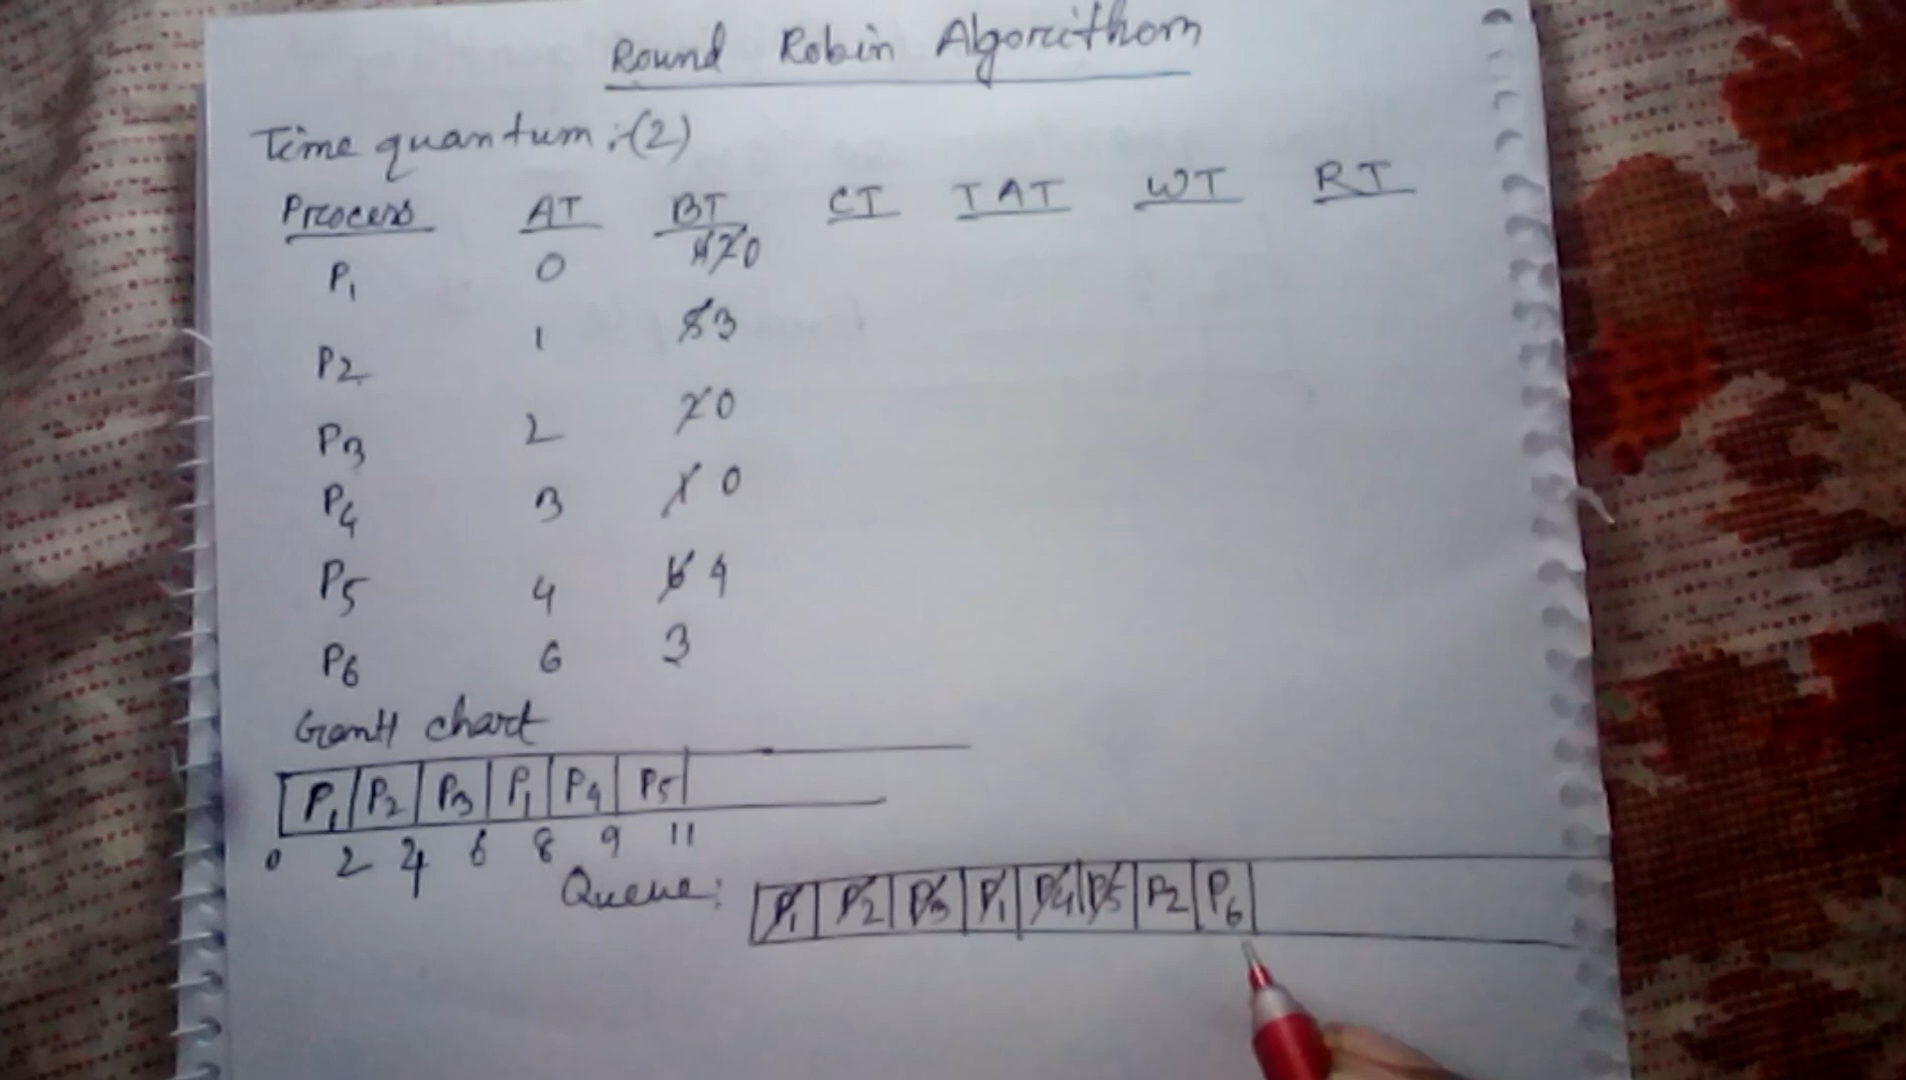 Round Robin Algorithom
Time quantum :-(2)
Process AT BT CT TAT WT RT
P1 0 4 2 0
P2 1 5 3
P3 2 2 0
P4 3 1 0
P5 4 6 4
P6 6 3
Gantt chart
P1 P2 P3 P1 P4 P5
0 2 4 6 8 9 11
Queue: P1 P2 P3 P1 P4 P5 P2 P6